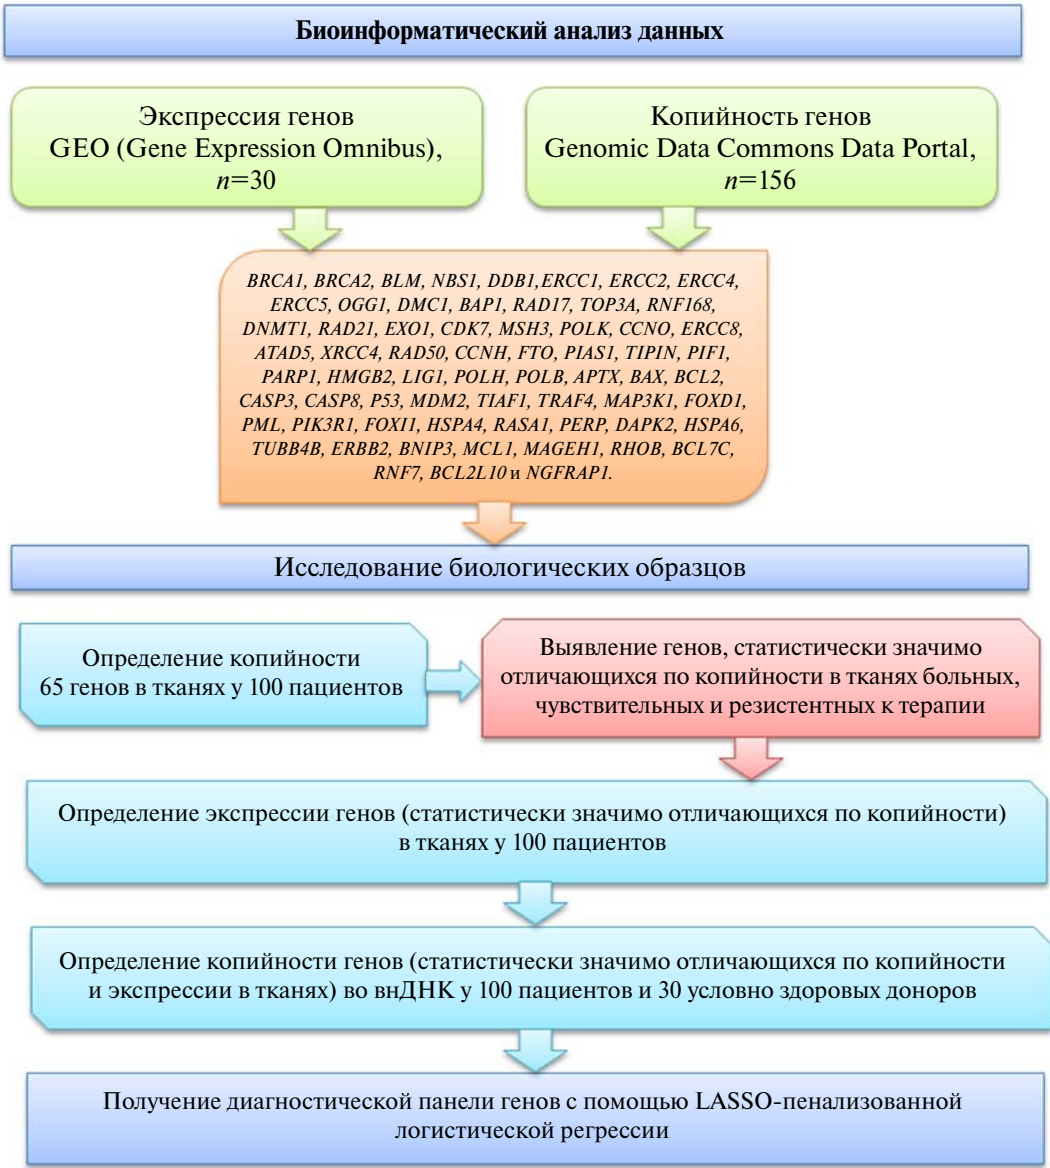 Биоинформатический анализ данных
Экспрессия генов
GEO (Gene Expression Omnibus),
n=30
Копийность генов
Genomic Data Commons Data Portal,
n=156
BRCA1, BRCA2, BLM, NBS1, DDB1,ERCC1, ERCC2, ERCC4,
ERCC5, OGG1, DMC1, BAP1, RAD17, TOP3A, RNF168,
DNMT1, RAD21, EXO1, CDK7, MSH3, POLK, CCNO, ERCC8,
ATAD5, XRCC4, RAD50, CCNH, FTO, PIAS1, TIPIN, PIF1,
PARP1, HMGB2, LIG1, POLH, POLB, APTX, BAX, BCL2,
CASP3, CASP8, P53, MDM2, TIAF1, TRAF4, MAP3K1, FOXD1,
PML, PIK3R1, FOXI1, HSPA4, RASA1, PERP, DAPK2, HSPA6,
TUBB4B, ERBB2, BNIP3, MCL1, MAGEH1, RHOB, BCL7C,
RNF7, BCL2L10 и NGFRAP1.
Исследование биологических образцов
Определение копийности
65 генов в тканях у 100 пациентов
Выявление генов, статистически значимо
отличающихся по копийности в тканях больных,
чувствительных и резистентных к терапии
Определение экспрессии генов (статистически значимо отличающихся по копийности)
в тканях у 100 пациентов
Определение копийности генов (статистически значимо отличающихся по копийности
и экспрессии в тканях) во внДНК у 100 пациентов и 30 условно здоровых доноров
Получение диагностической панели генов с помощью LASSO-пенализованной
логистической регрессии